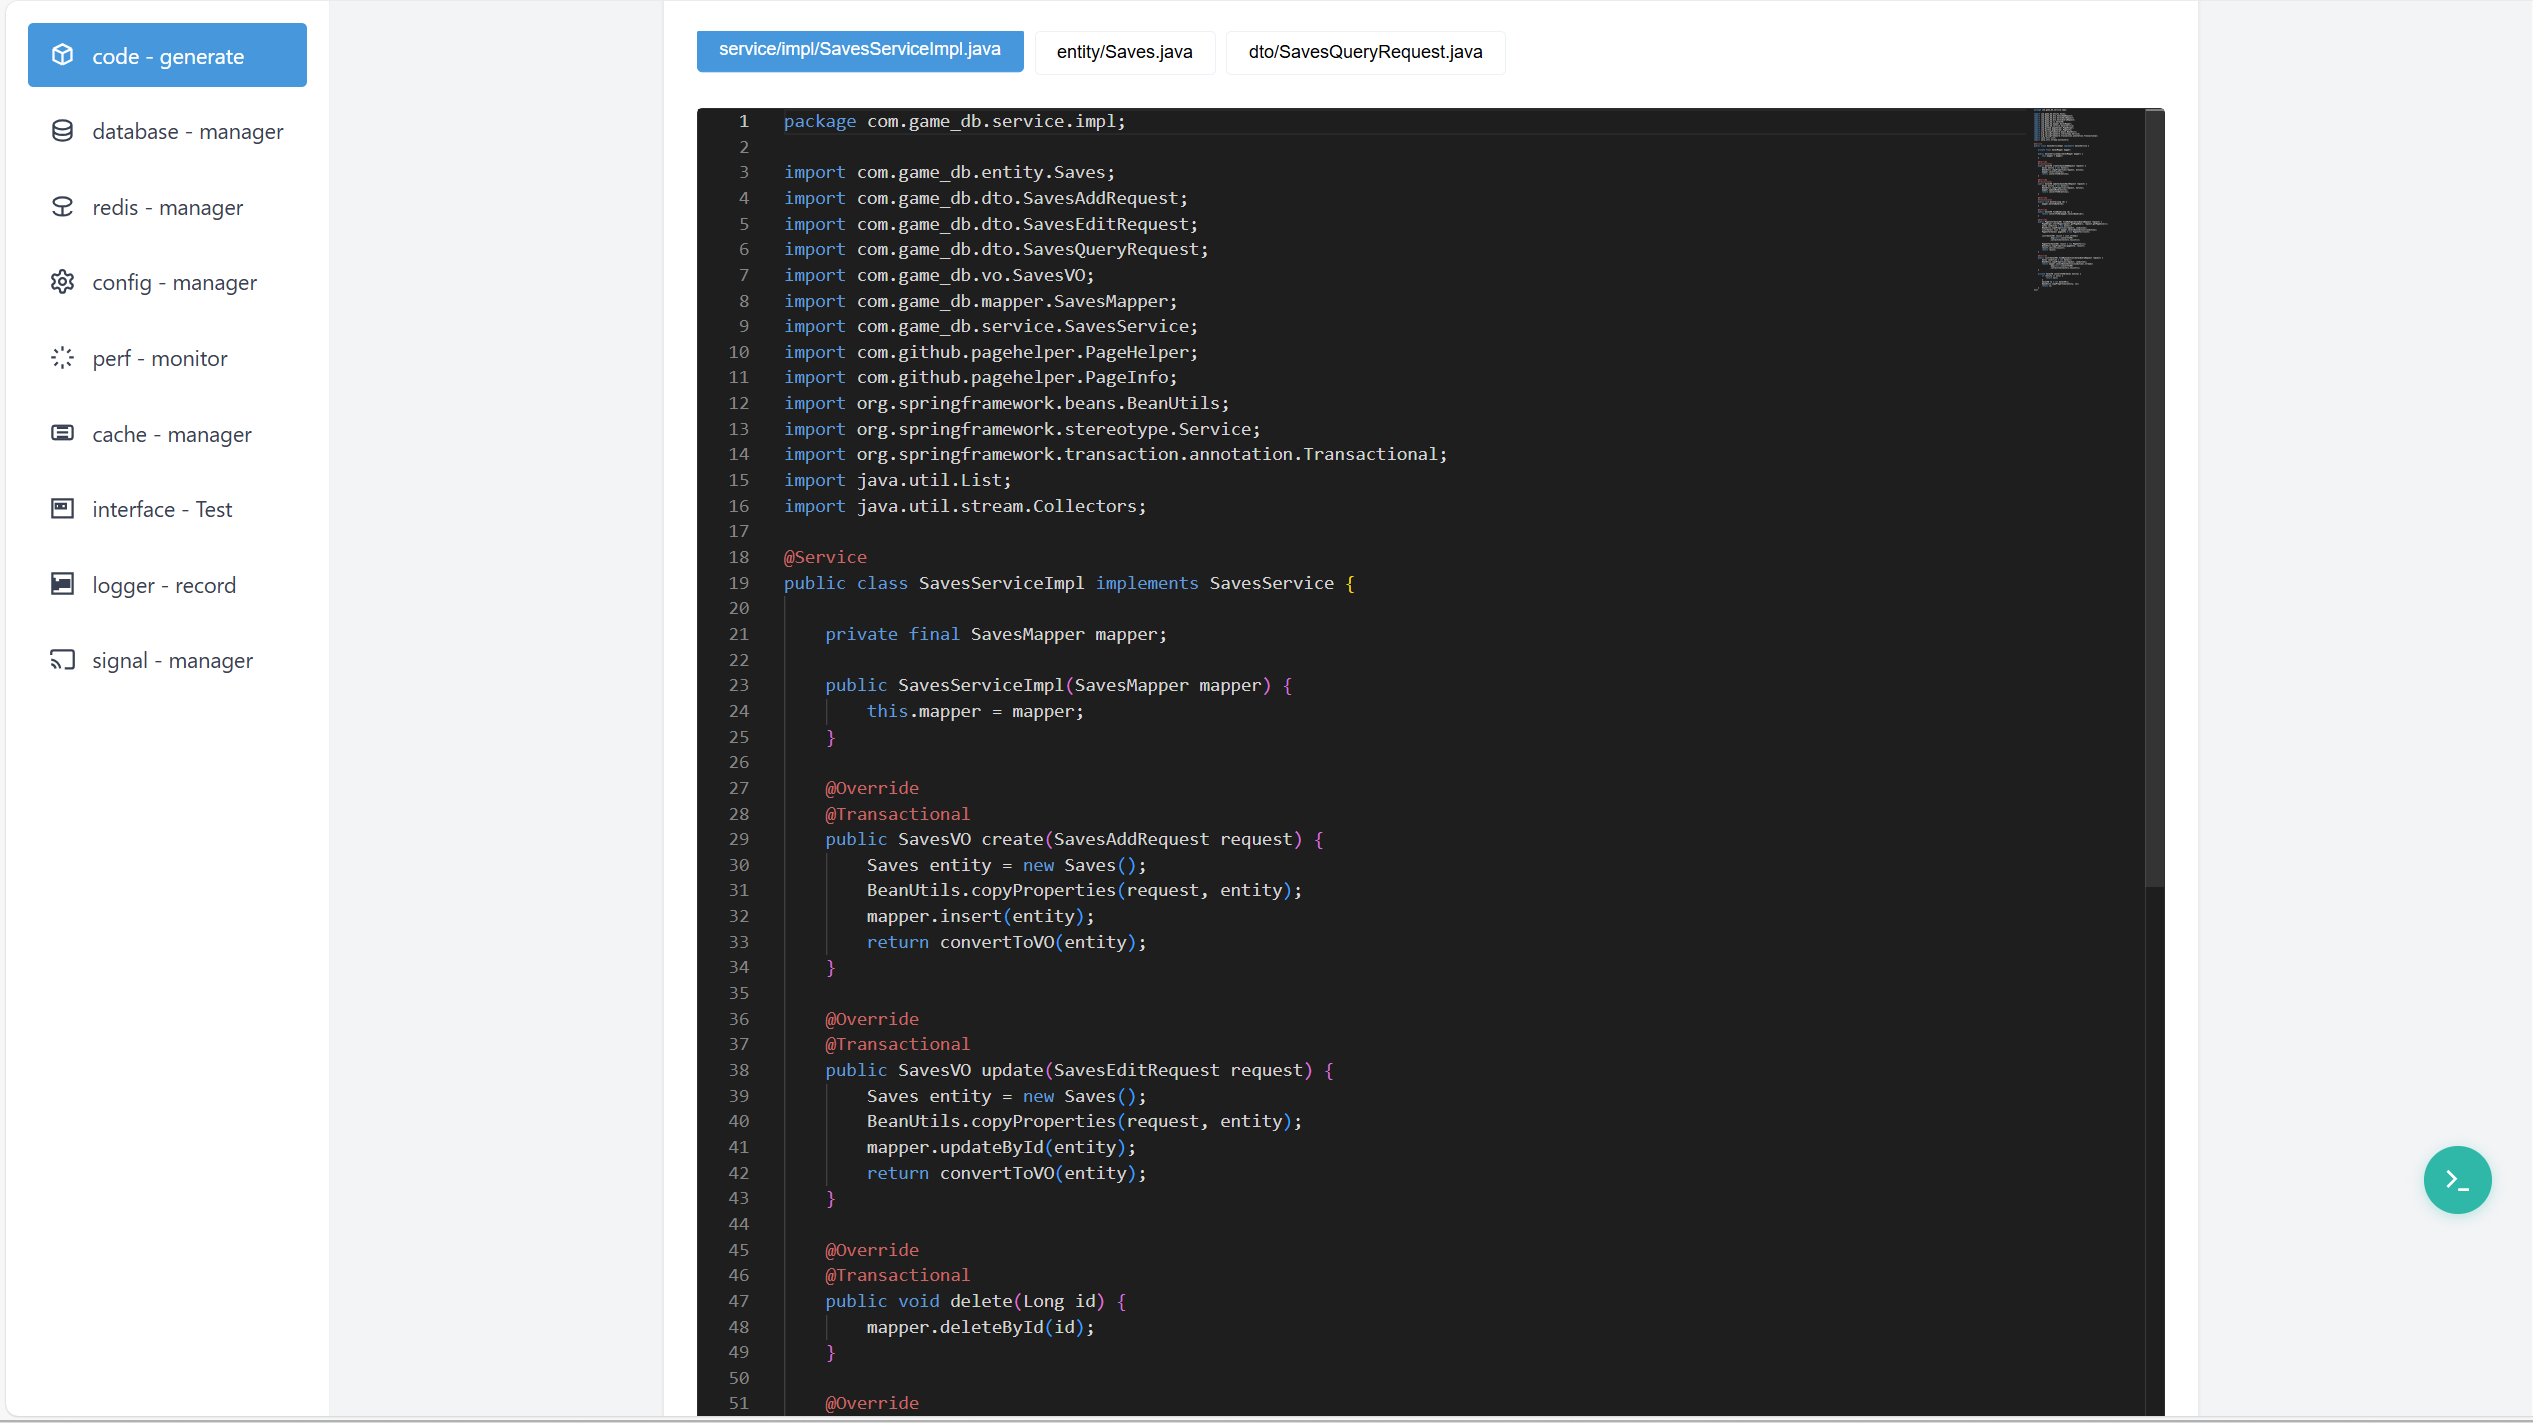 code - generate
database - manager
redis - manager
config - manager
perf - monitor
cache - manager
interface - Test
logger - record
signal - manager
service/impl/SavesServiceImpl.java
entity/Saves.java
dto/SavesQueryRequest.java
1 package com.game_db.service.impl;
2
3 import com.game_db.entity.Saves;
4 import com.game_db.dto.SavesAddRequest;
5 import com.game_db.dto.SavesEditRequest;
6 import com.game_db.dto.SavesQueryRequest;
7 import com.game_db.vo.SavesVO;
8 import com.game_db.mapper.SavesMapper;
9 import com.game_db.service.SavesService;
10 import com.github.pagehelper.PageHelper;
11 import com.github.pagehelper.PageInfo;
12 import org.springframework.beans.BeanUtils;
13 import org.springframework.stereotype.Service;
14 import org.springframework.transaction.annotation.Transactional;
15 import java.util.List;
16 import java.util.stream.Collectors;
17
18 @Service
19 public class SavesServiceImpl implements SavesService {
20
21     private final SavesMapper mapper;
22
23     public SavesServiceImpl(SavesMapper mapper) {
24         this.mapper = mapper;
25     }
26
27     @Override
28     @Transactional
29     public SavesVO create(SavesAddRequest request) {
30         Saves entity = new Saves();
31         BeanUtils.copyProperties(request, entity);
32         mapper.insert(entity);
33         return convertToVO(entity);
34     }
35
36     @Override
37     @Transactional
38     public SavesVO update(SavesEditRequest request) {
39         Saves entity = new Saves();
40         BeanUtils.copyProperties(request, entity);
41         mapper.updateById(entity);
42         return convertToVO(entity);
43     }
44
45     @Override
46     @Transactional
47     public void delete(Long id) {
48         mapper.deleteById(id);
49     }
50
51     @Override